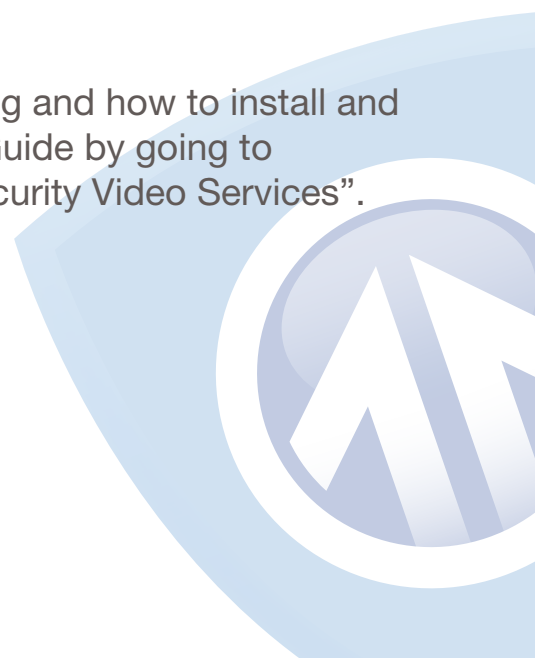 g and how to install and
uide by going to
curity Video Services”.